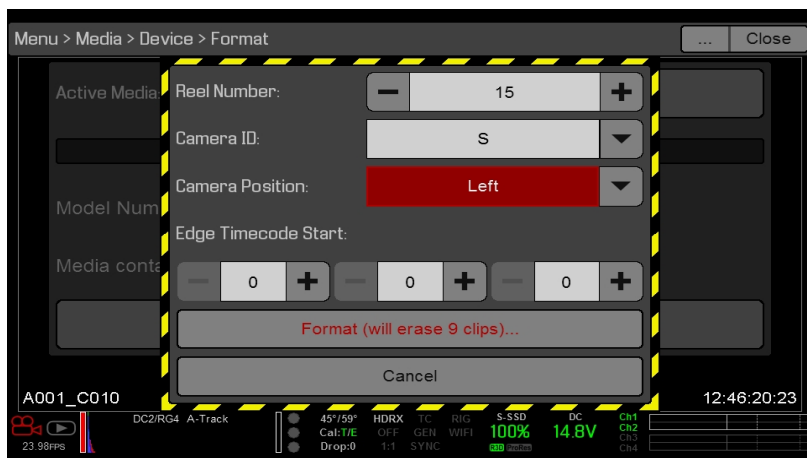 Menu > Media > Device > Format
... Close
Active Media:
Reel Number: 15
Camera ID: S
Camera Position: Left
Model Num
Edge Timecode Start:
Media conta
0 0 0
Format (will erase 9 clips)...
Cancel
A001_C010 12:46:20:23
DC2/RG4 A-Track 45°/59° HDRX TC RIG S-SSD DC Ch1
Cal:T/E OFF GEN WIFI 100% 14.8V Ch2
23.98FPS Drop:0 1:1 SYNC R3D ProRes Ch3
Ch4